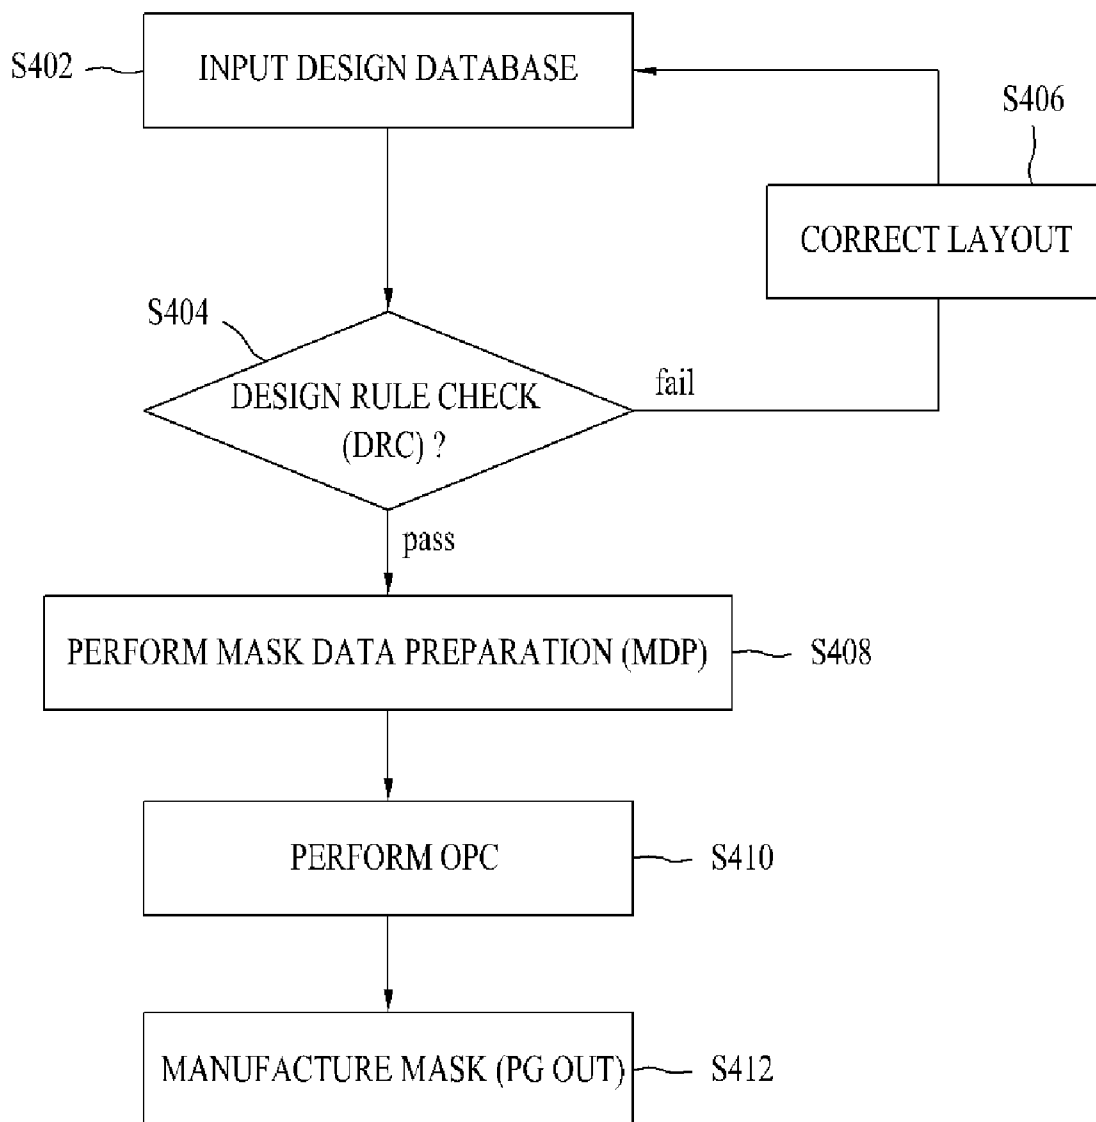 S402
INPUT DESIGN DATABASE
S406
CORRECT LAYOUT
S404
DESIGN RULE CHECK
(DRC) ?
fail
pass
PERFORM MASK DATA PREPARATION (MDP)
S408
PERFORM OPC
S410
MANUFACTURE MASK (PG OUT)
S412